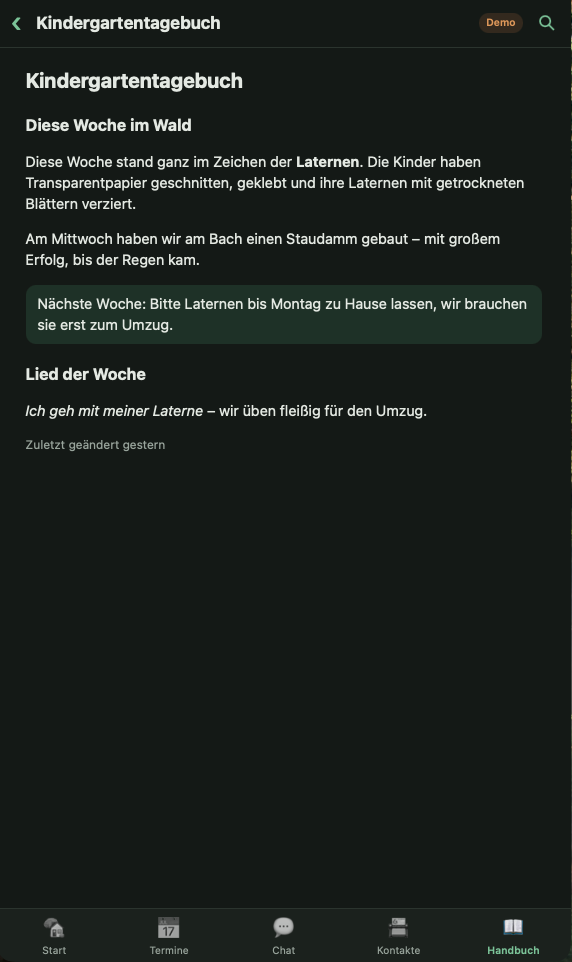 Kindergartentagebuch
Demo
Kindergartentagebuch
Diese Woche im Wald
Diese Woche stand ganz im Zeichen der Laternen. Die Kinder haben
Transparentpapier geschnitten, geklebt und ihre Laternen mit getrockneten
Blättern verziert.
Am Mittwoch haben wir am Bach einen Staudamm gebaut – mit großem
Erfolg, bis der Regen kam.
Nächste Woche: Bitte Laternen bis Montag zu Hause lassen, wir brauchen
sie erst zum Umzug.
Lied der Woche
Ich geh mit meiner Laterne – wir üben fleißig für den Umzug.
Zuletzt geändert gestern
17
Start
Termine
Chat
Kontakte
Handbuch